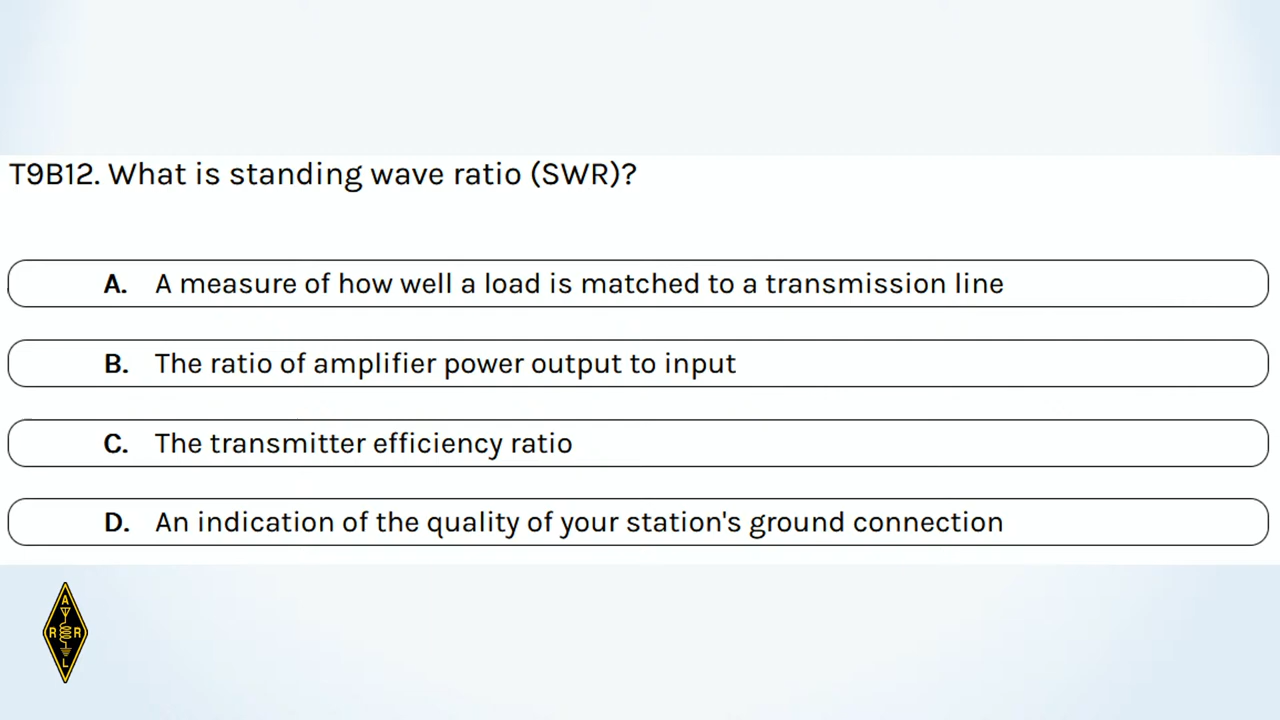 T9B12. What is standing wave ratio (SWR)?
A. A measure of how well a load is matched to a transmission line
B. The ratio of amplifier power output to input
C. The transmitter efficiency ratio
D. An indication of the quality of your station's ground connection
A
R R
L